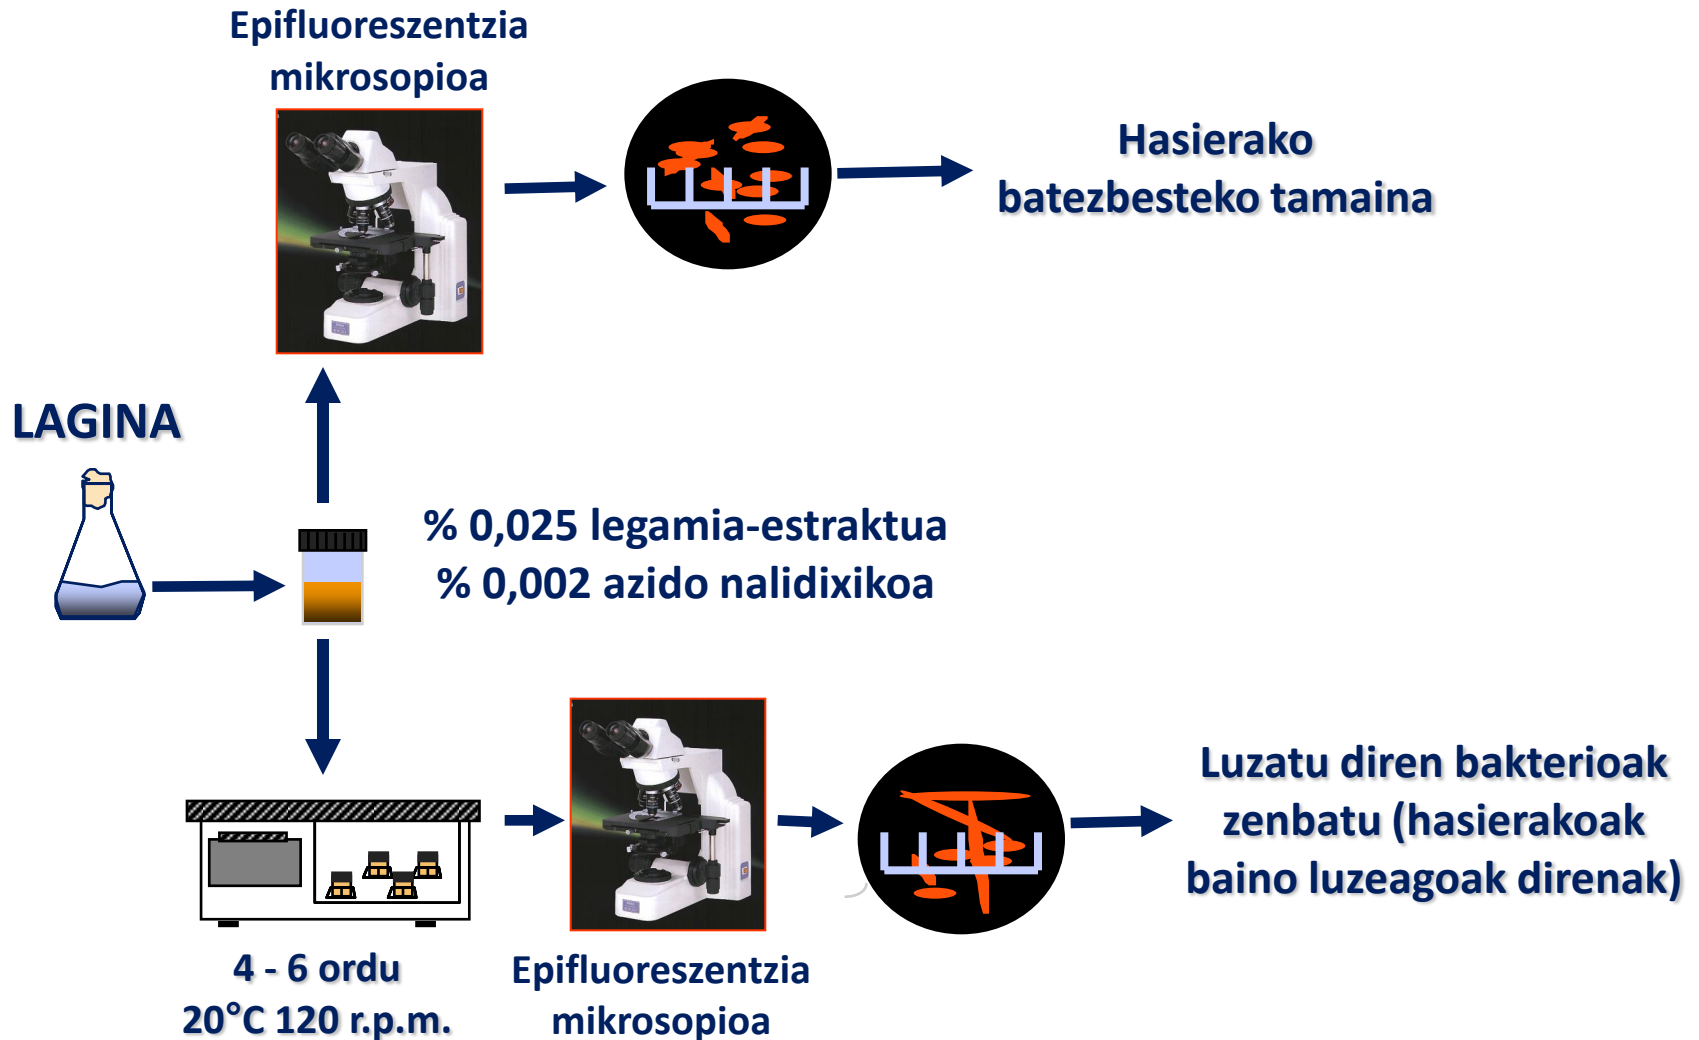 Epifluoreszentzia
mikrosopioa
Hasierako
batezbesteko tamaina
LAGINA
% 0,025 legamia-estraktua
% 0,002 azido nalidixikoa
Luzatu diren bakterioak
zenbatu (hasierakoak
baino luzeagoak direnak)
4 - 6 ordu
20°C 120 r.p.m.
Epifluoreszentzia
mikrosopioa